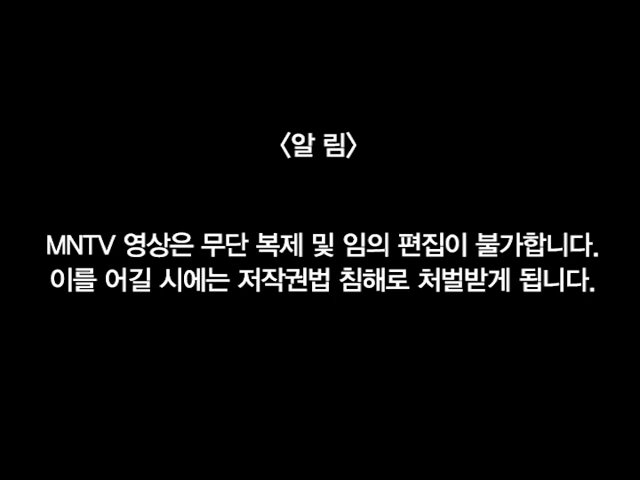 <알 림>
MNTV 영상은 무단 복제 및 임의 편집이 불가합니다.
이를 어길 시에는 저작권법 침해로 처벌받게 됩니다.